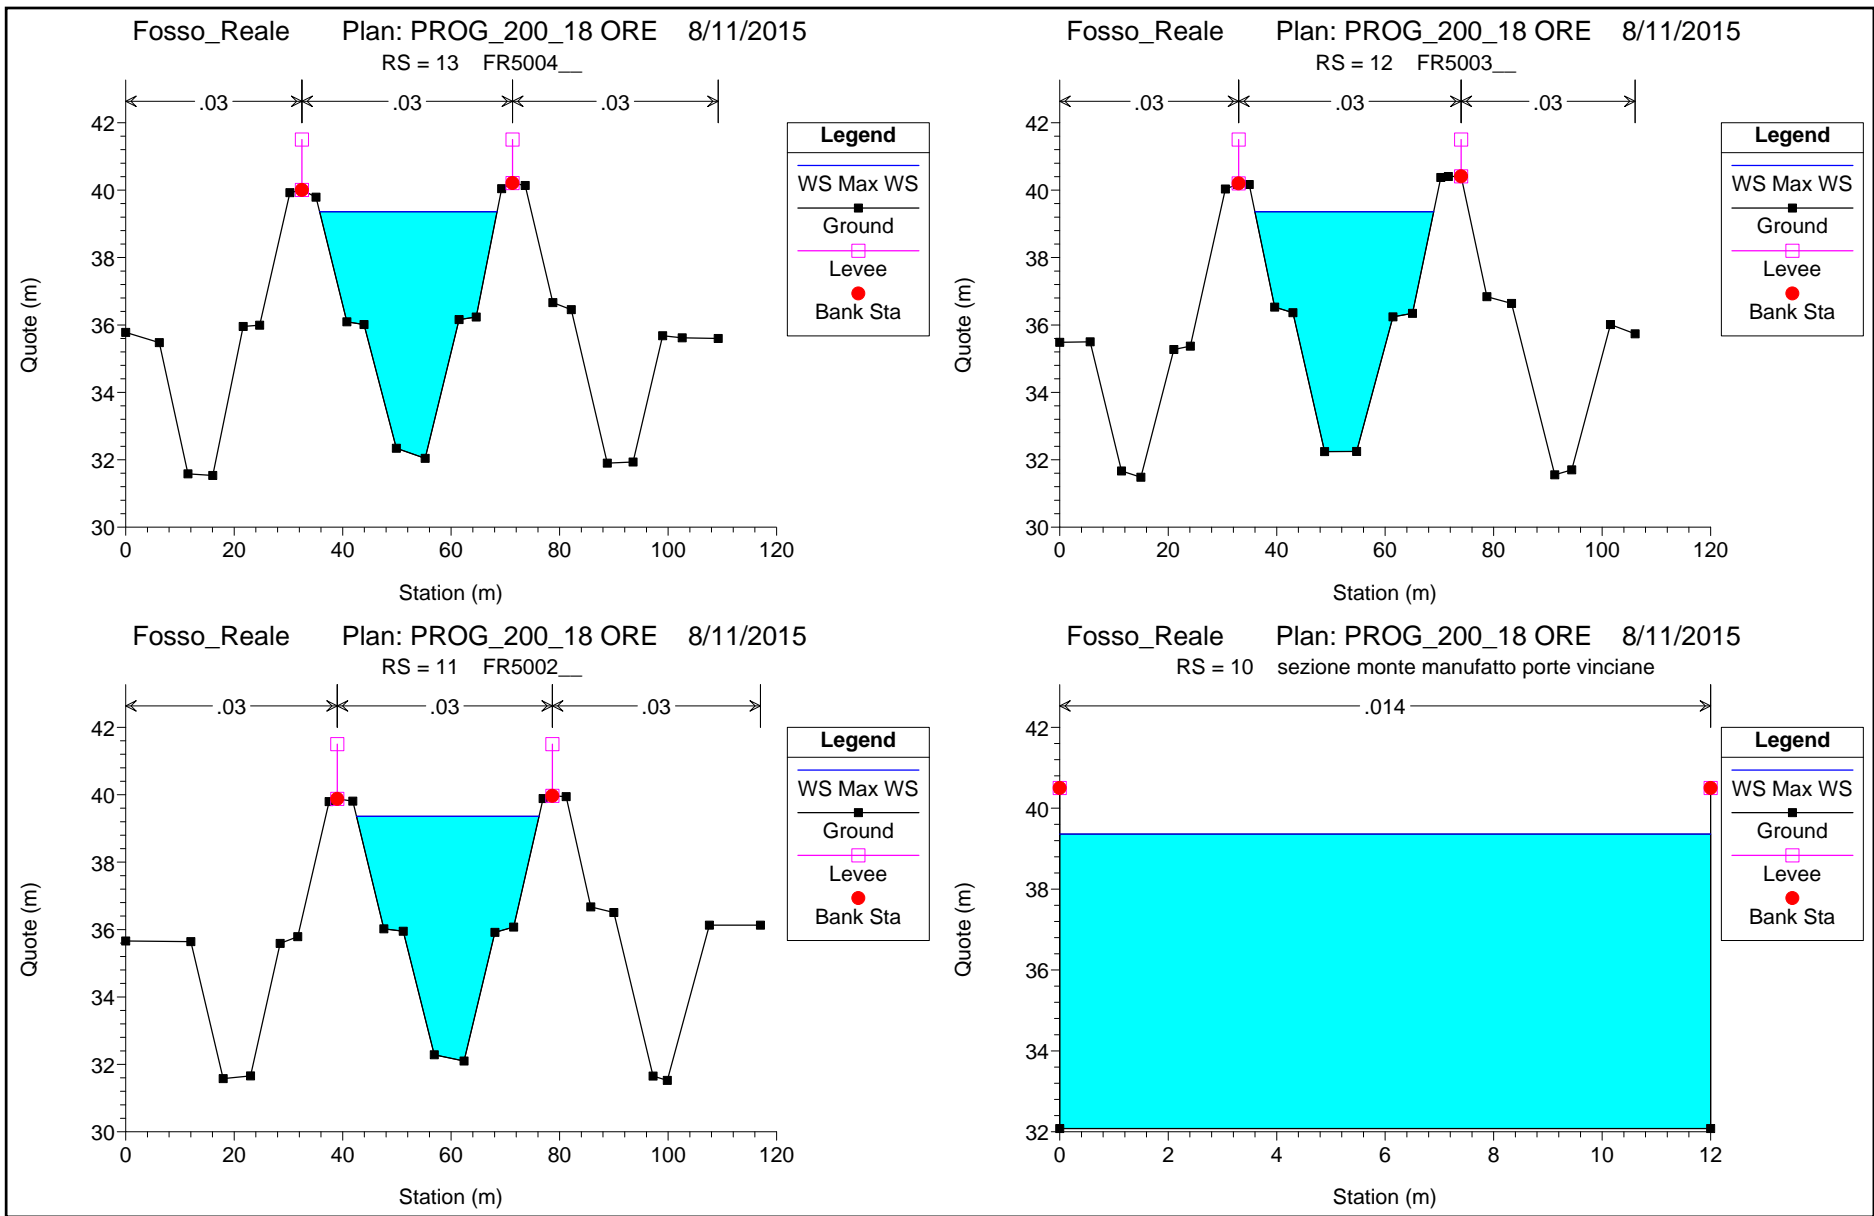 Fosso_Reale Plan: PROG_200_18 ORE 8/11/2015
RS = 13 FR5004__
.03 .03 .03
42
40
38
36
34
32
30
0 20 40 60 80 100 120
Quote (m)
Station (m)
Legend
WS Max WS
Ground
Levee
Bank Sta
Fosso_Reale Plan: PROG_200_18 ORE 8/11/2015
RS = 12 FR5003__
.03 .03 .03
42
40
38
36
34
32
30
0 20 40 60 80 100 120
Quote (m)
Station (m)
Legend
WS Max WS
Ground
Levee
Bank Sta
Fosso_Reale Plan: PROG_200_18 ORE 8/11/2015
RS = 11 FR5002__
.03 .03 .03
42
40
38
36
34
32
30
0 20 40 60 80 100 120
Quote (m)
Station (m)
Legend
WS Max WS
Ground
Levee
Bank Sta
Fosso_Reale Plan: PROG_200_18 ORE 8/11/2015
RS = 10 sezione monte manufatto porte vinciane
.014
42
40
38
36
34
32
0 2 4 6 8 10 12
Quote (m)
Station (m)
Legend
WS Max WS
Ground
Levee
Bank Sta